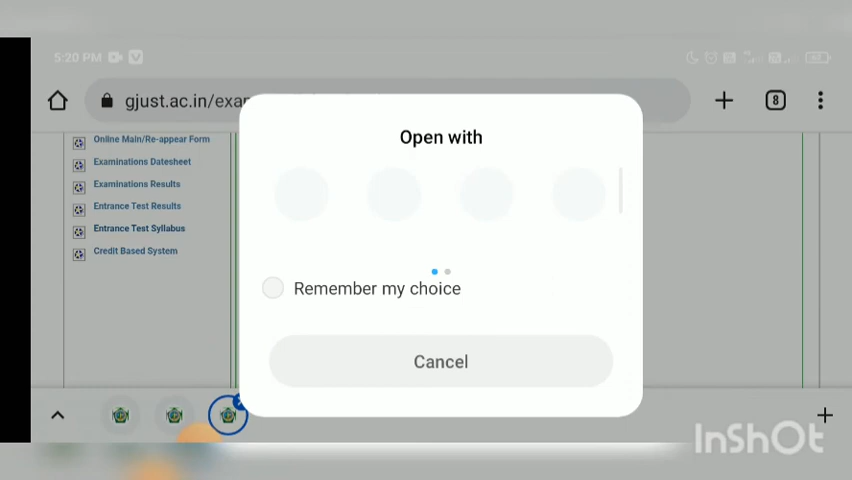 5:20 PM
gjust.ac.in/exa
8
Open with
Online Main/Re-appear Form
Examinations Datesheet
Examinations Results
Entrance Test Results
Entrance Test Syllabus
Credit Based System
Remember my choice
Cancel
InShOt